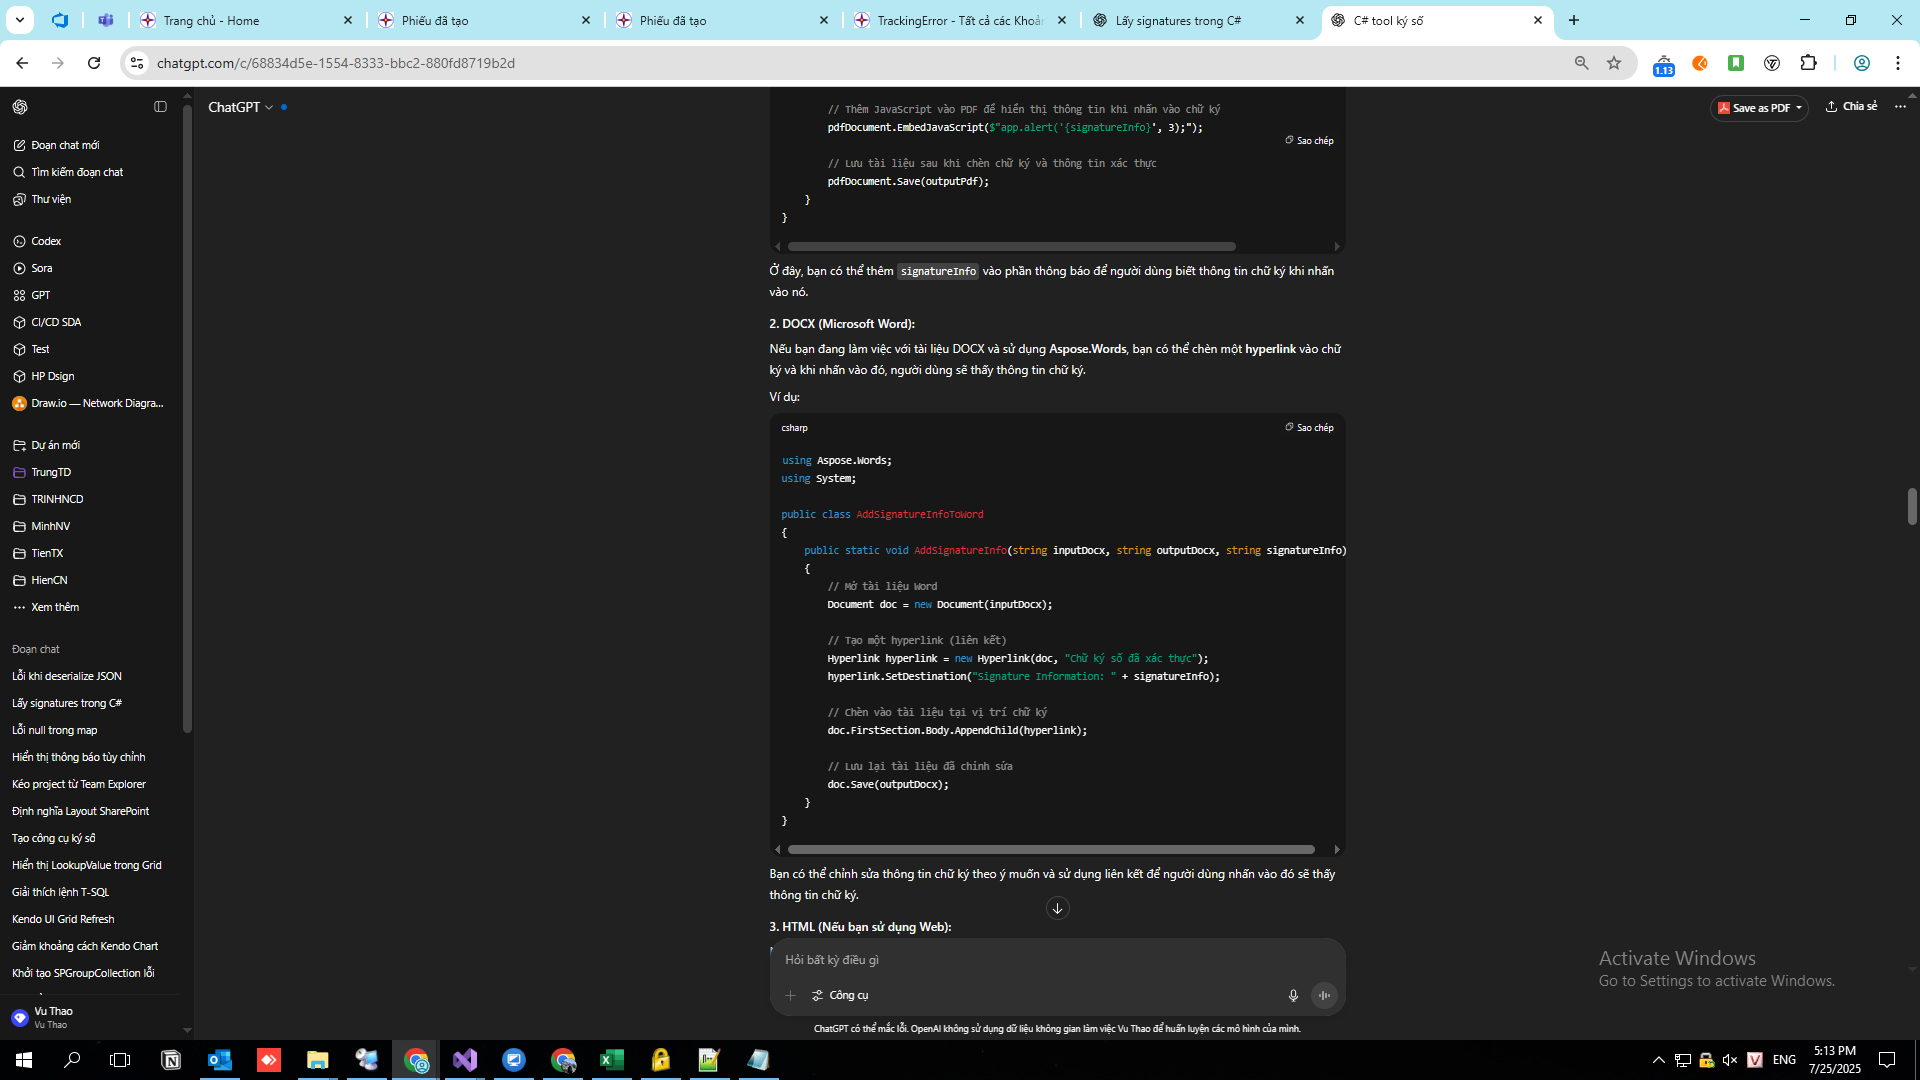 Trang chủ - Home
Phiếu đã tạo
Phiếu đã tạo
TrackingError - Tất cả các Khoản
Lấy signatures trong C#
C# tool ký số
chatgpt.com/c/68834d5e-1554-8333-bbc2-880fd8719b2d
1.13
ChatGPT
Save as PDF
Chia sẻ
Đoạn chat mới
Tìm kiếm đoạn chat
Thư viện
Codex
Sora
GPT
CI/CD SDA
Test
HP Dsign
Draw.io — Network Diagra...
Dự án mới
TrungTD
TRINHNCD
MinhNV
TienTX
HienCN
Xem thêm
Đoạn chat
Lỗi khi deserialize JSON
Lấy signatures trong C#
Lỗi null trong map
Hiển thị thông báo tùy chỉnh
Kéo project từ Team Explorer
Định nghĩa Layout SharePoint
Tạo công cụ ký số
Hiển thị LookupValue trong Grid
Giải thích lệnh T-SQL
Kendo UI Grid Refresh
Giảm khoảng cách Kendo Chart
Khởi tạo SPGroupCollection lỗi
Vu Thao
Vu Thao
// Thêm JavaScript vào PDF để hiển thị thông tin khi nhấn vào chữ ký
pdfDocument.EmbedJavaScript($"app.alert('{signatureInfo}', 3);");
Sao chép
// Lưu tài liệu sau khi chèn chữ ký và thông tin xác thực
pdfDocument.Save(outputPdf);
}
}
Ở đây, bạn có thể thêm signatureInfo vào phần thông báo để người dùng biết thông tin chữ ký khi nhấn
vào nó.
2. DOCX (Microsoft Word):
Nếu bạn đang làm việc với tài liệu DOCX và sử dụng Aspose.Words, bạn có thể chèn một hyperlink vào chữ
ký và khi nhấn vào đó, người dùng sẽ thấy thông tin chữ ký.
Ví dụ:
csharp
Sao chép
using Aspose.Words;
using System;
public class AddSignatureInfoToWord
{
public static void AddSignatureInfo(string inputDocx, string outputDocx, string signatureInfo)
{
// Mở tài liệu Word
Document doc = new Document(inputDocx);
// Tạo một hyperlink (liên kết)
Hyperlink hyperlink = new Hyperlink(doc, "Chữ ký số đã xác thực");
hyperlink.SetDestination("Signature Information: " + signatureInfo);
// Chèn vào tài liệu tại vị trí chữ ký
doc.FirstSection.Body.AppendChild(hyperlink);
// Lưu lại tài liệu đã chỉnh sửa
doc.Save(outputDocx);
}
}
Bạn có thể chỉnh sửa thông tin chữ ký theo ý muốn và sử dụng liên kết để người dùng nhấn vào đó sẽ thấy
thông tin chữ ký.
3. HTML (Nếu bạn sử dụng Web):
Hỏi bất kỳ điều gì
Công cụ
ChatGPT có thể mắc lỗi. OpenAI không sử dụng dữ liệu không gian làm việc Vu Thao để huấn luyện các mô hình của mình.
Activate Windows
Go to Settings to activate Windows.
ENG
5:13 PM
7/25/2025